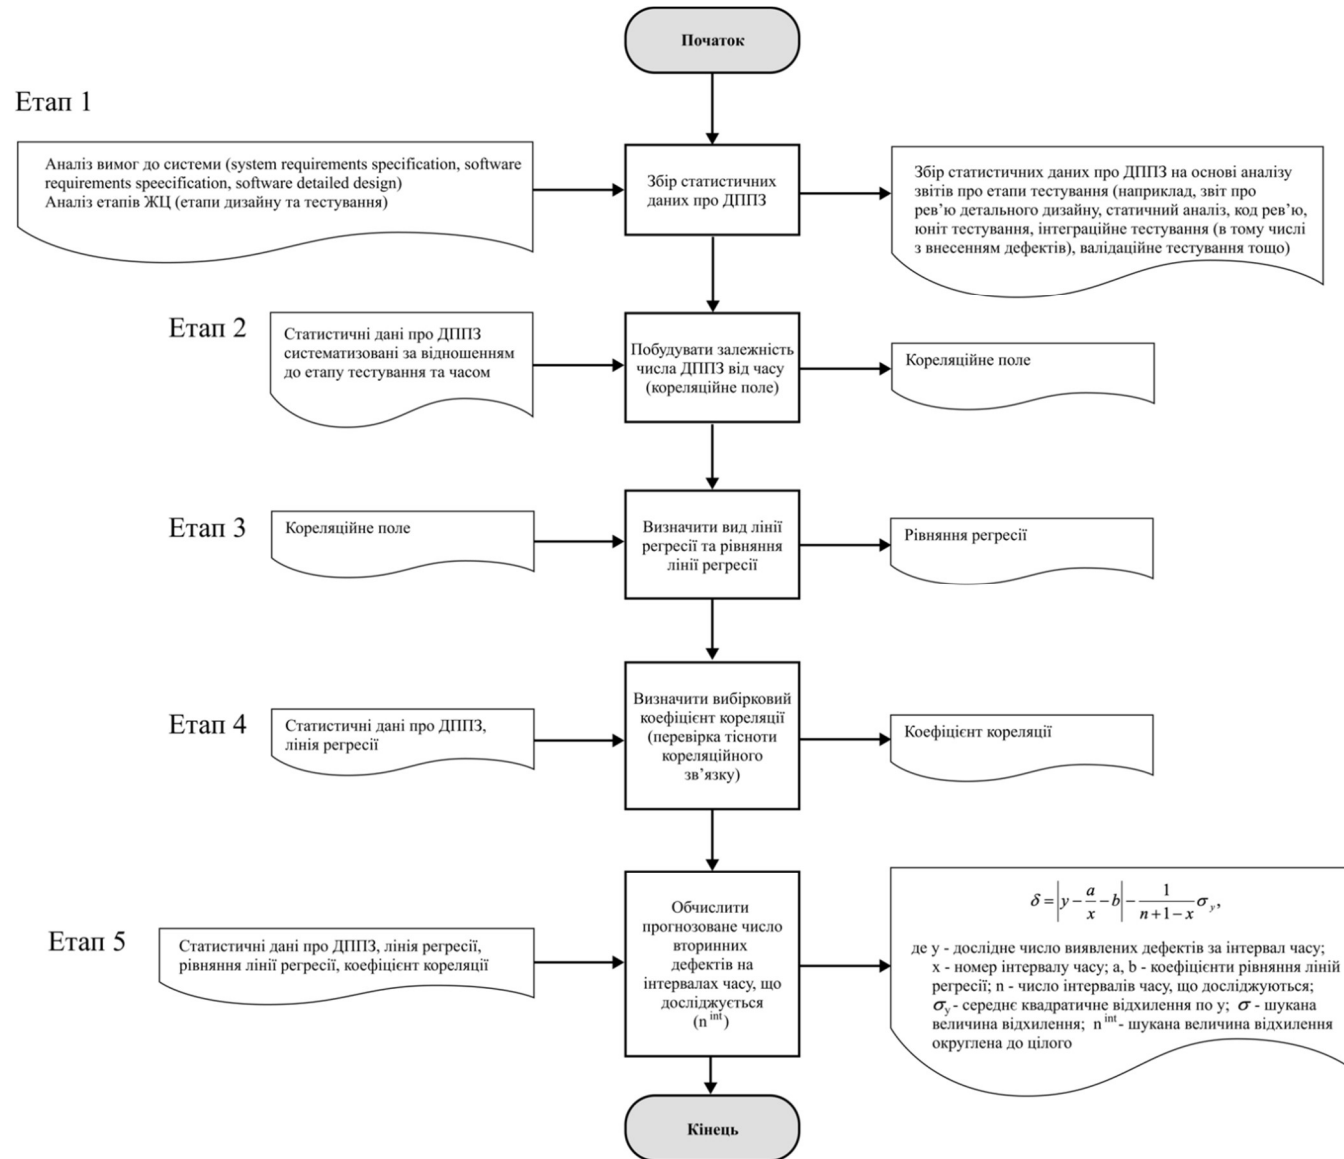 Початок
Етап 1
Аналіз вимог до системи (system requirements specification, software
requirements speecification, software detailed design)
Аналіз етапів ЖЦ (етапи дизайну та тестування)
Збір статистичних
даних про ДППЗ
Збір статистичних даних про ДППЗ на основі аналізу
звітів про етапи тестування (наприклад, звіт про
рев’ю детального дизайну, статичний аналіз, код рев’ю,
юніт тестування, інтеграційне тестування (в тому числі
з внесенням дефектів), валідаційне тестування тощо)
Етап 2
Статистичні дані про ДППЗ
систематизовані за відношенням
до етапу тестування та часом
Побудувати залежність
числа ДППЗ від часу
(кореляційне поле)
Кореляційне поле
Етап 3
Кореляційне поле
Визначити вид лінії
регресії та рівняння
лінії регресії
Рівняння регресії
Етап 4
Статистичні дані про ДППЗ,
лінія регресії
Визначити вибірковий
коефіцієнт кореляції
(перевірка тісноти
кореляційного
зв’язку)
Коефіцієнт кореляції
Етап 5
Статистичні дані про ДППЗ, лінія регресії,
рівняння лінії регресії, коефіцієнт кореляції
Обчислити
прогнозоване число
вторинних
дефектів на
інтервалах часу, що
досліджується
(n^int)
δ = |y − a/x − b| − 1/(n+1−x) σ_y,
де y - дослідне число виявлених дефектів за інтервал часу;
x - номер інтервалу часу; a, b - коефіцієнти рівняння ліній
регресії; n - число інтервалів часу, що досліджуються;
σ_y - середнє квадратичне відхилення по y; σ - шукана
величина відхилення; n^int - шукана величина відхилення
округлена до цілого
Кінець